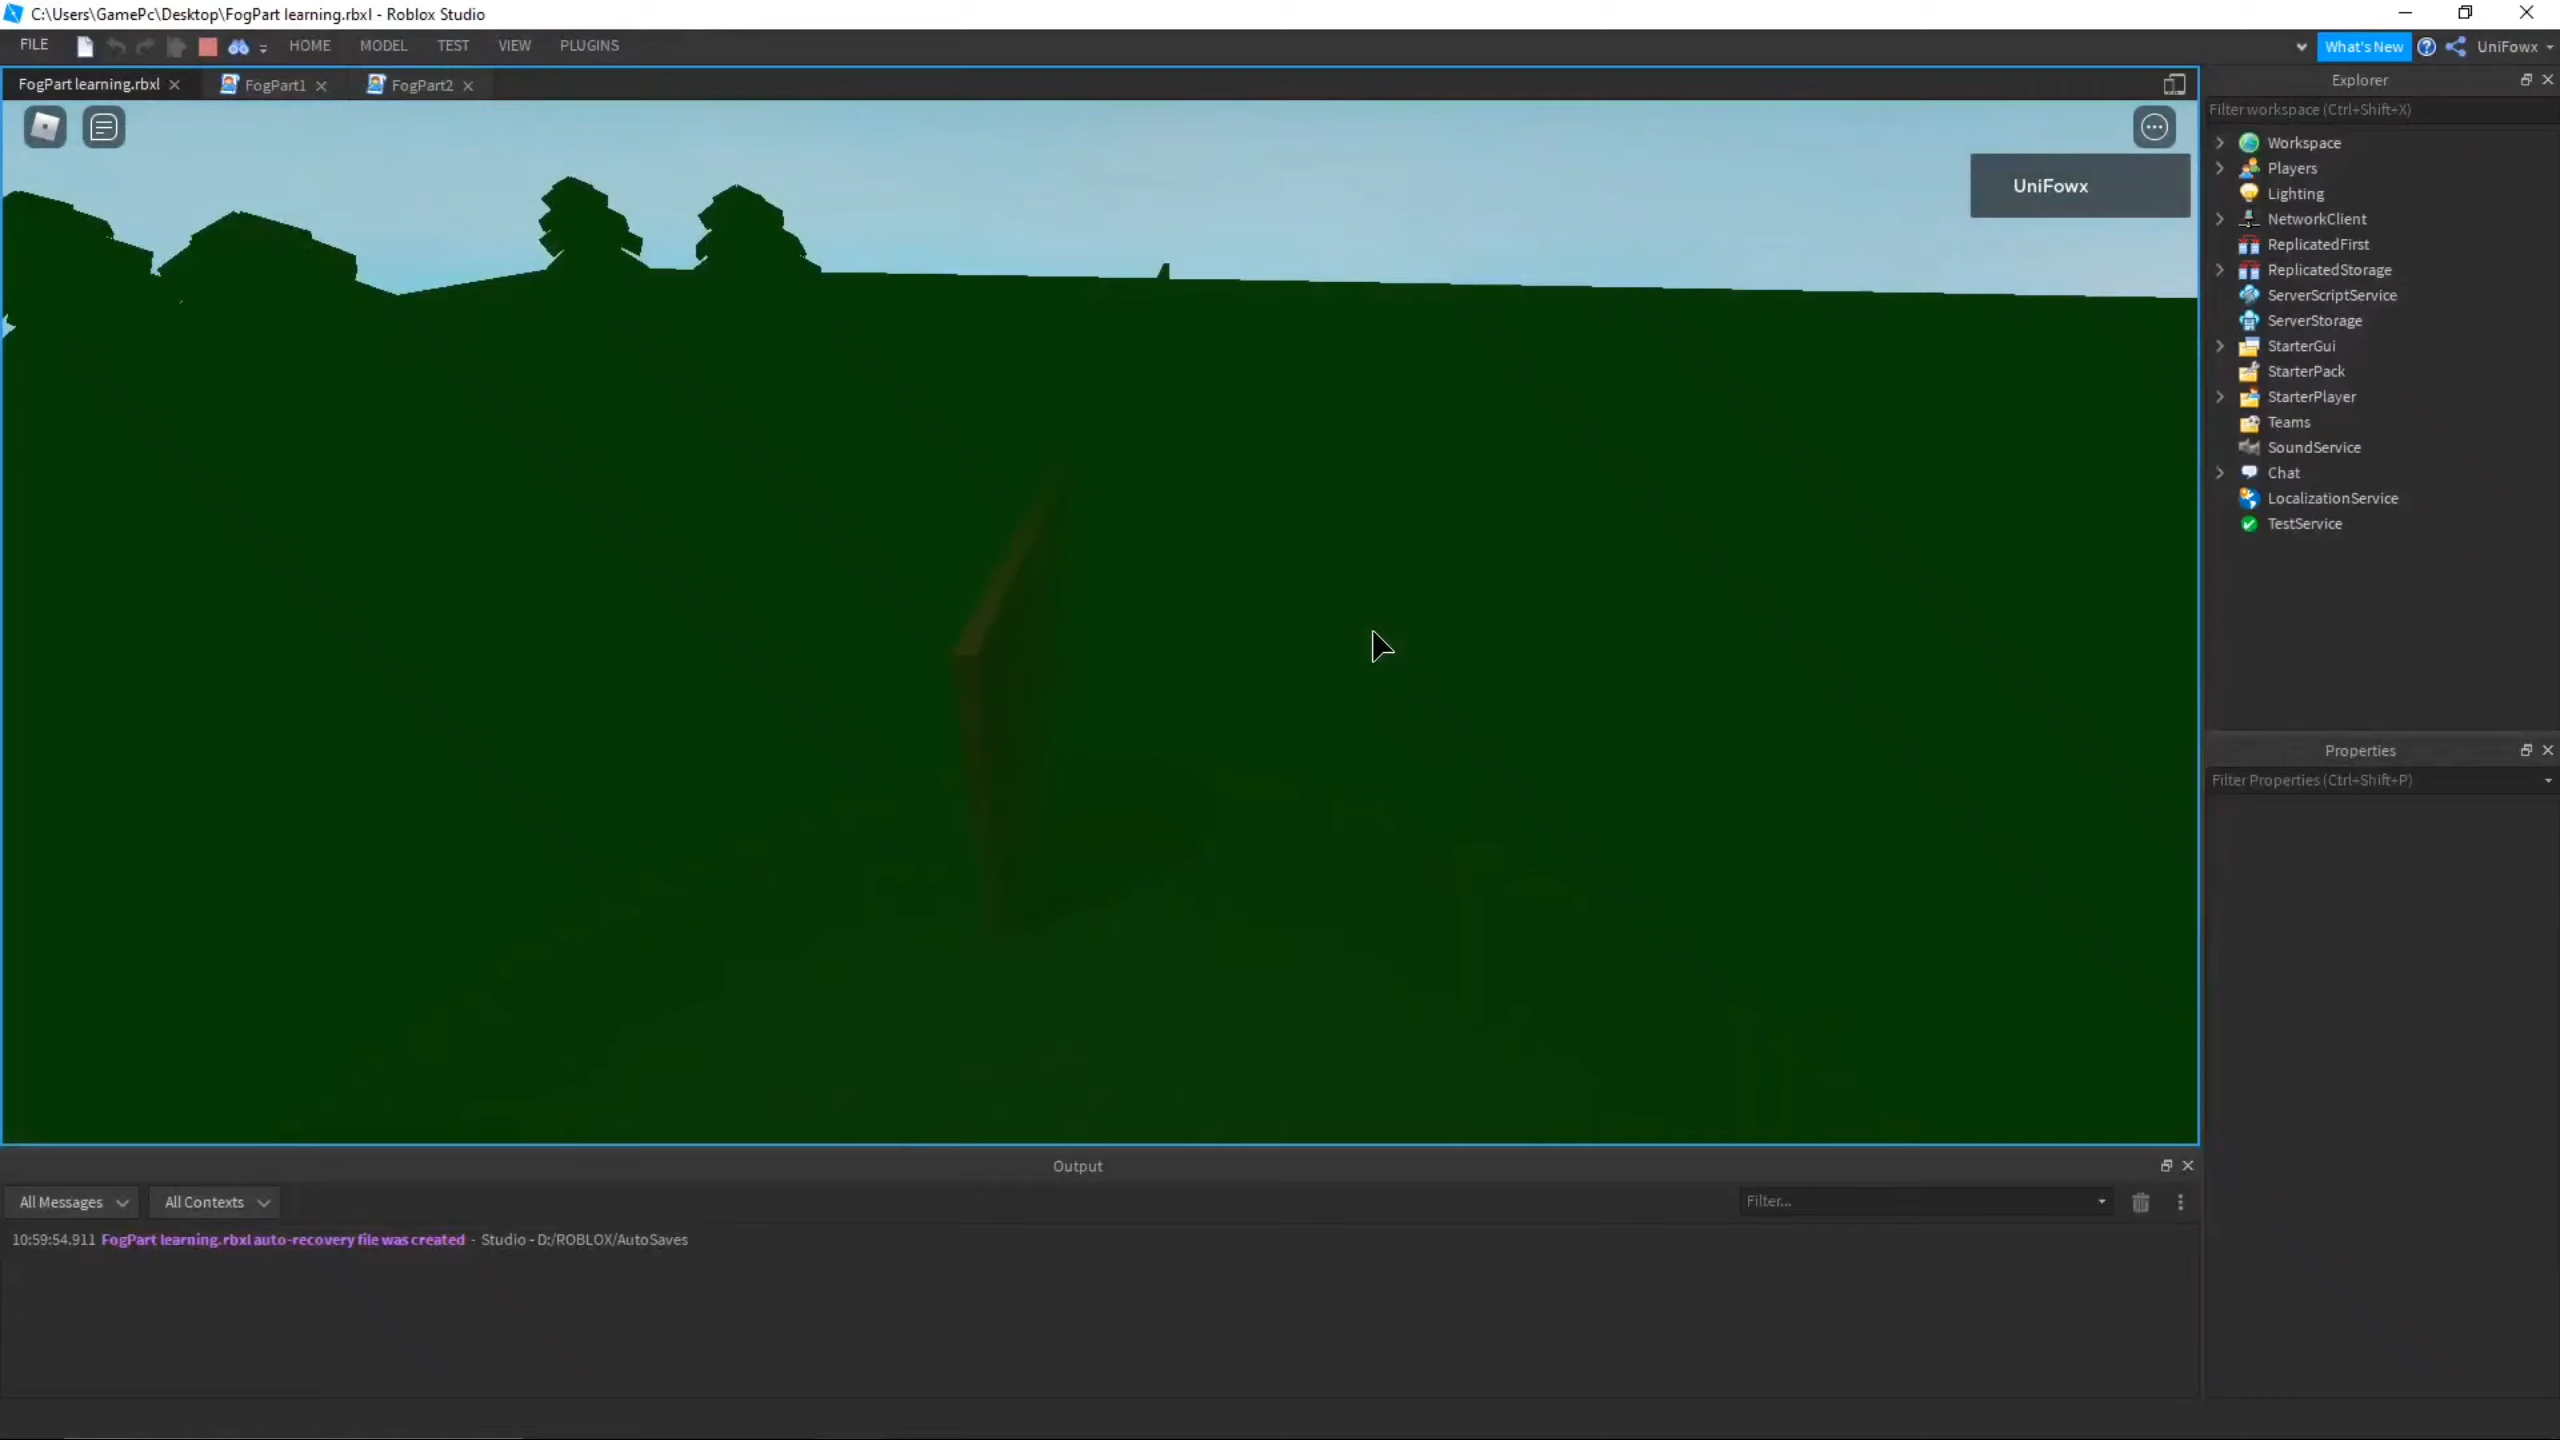 C:\Users\GamePc\Desktop\FogPart learning.rbxl - Roblox Studio
FILE HOME MODEL TEST VIEW PLUGINS What's New UniFowx
FogPart learning.rbxl FogPart1 FogPart2
UniFowx
Explorer
Filter workspace (Ctrl+Shift+X)
Workspace
Players
Lighting
NetworkClient
ReplicatedFirst
ReplicatedStorage
ServerScriptService
ServerStorage
StarterGui
StarterPack
StarterPlayer
Teams
SoundService
Chat
LocalizationService
TestService
Properties
Filter Properties (Ctrl+Shift+P)
Output
All Messages All Contexts Filter...
10:59:54.911 FogPart learning.rbxl auto-recovery file was created - Studio - D:/ROBLOX/AutoSaves